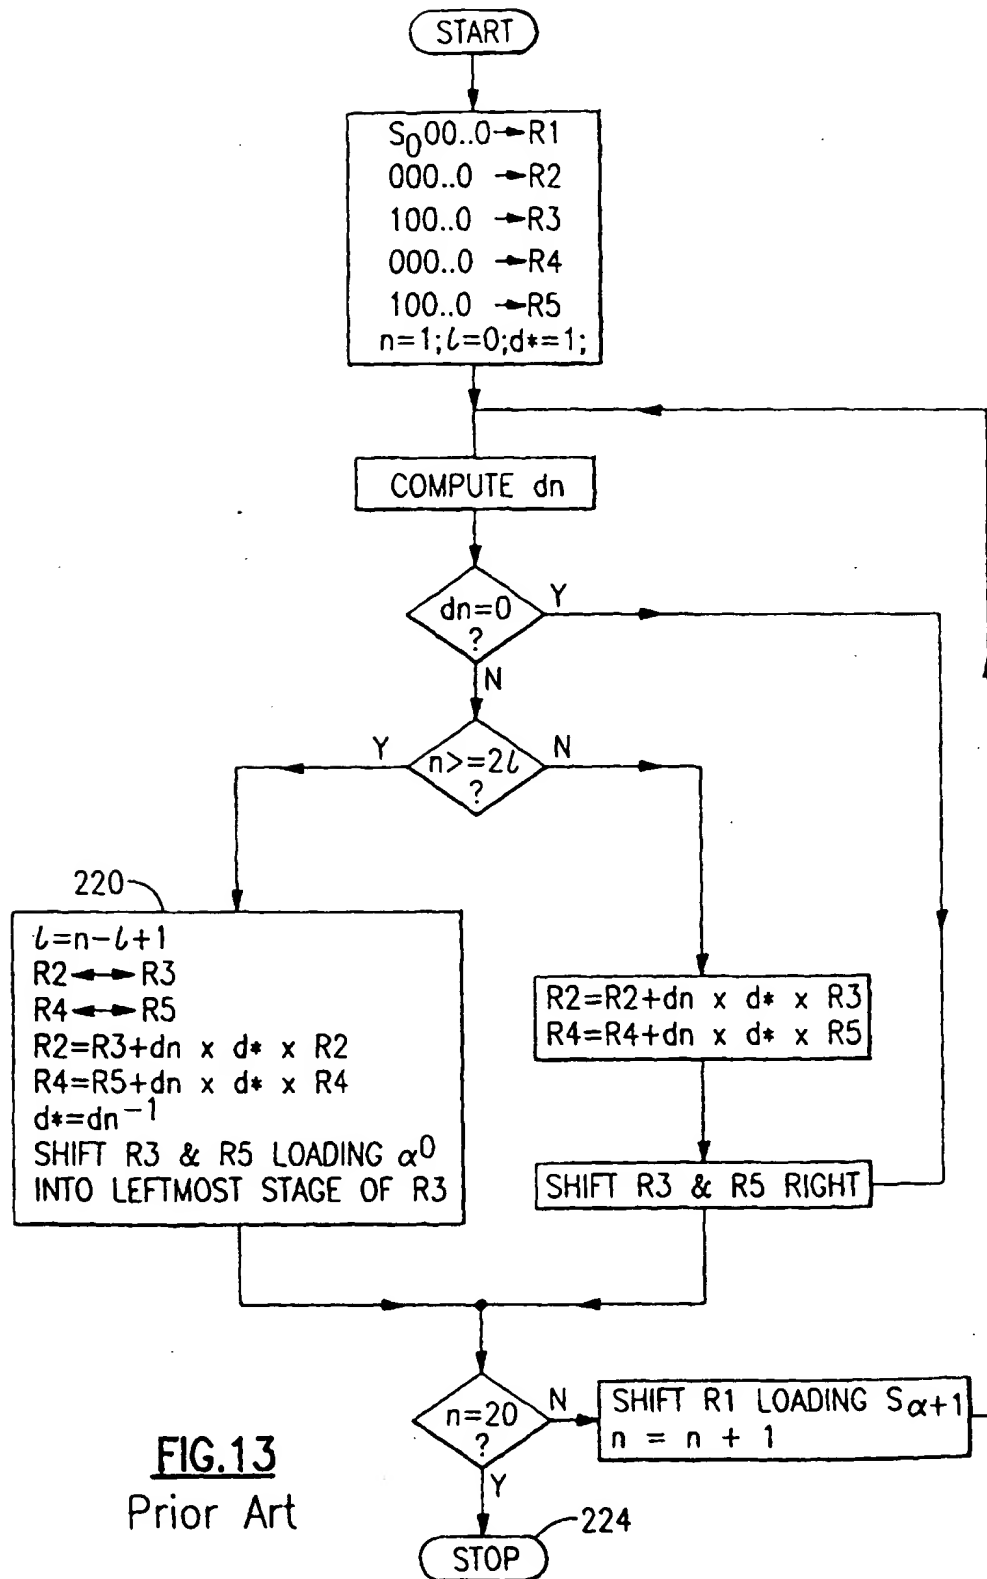 START
S₀00..0→R1
000..0 →R2
100..0 →R3
000..0 →R4
100..0 →R5
n=1;ℓ=0;d*=1;
COMPUTE dn
dn=0
?
Y
N
n>=2ℓ
?
Y
N
220
ℓ=n-ℓ+1
R2↔R3
R4↔R5
R2=R3+dn x d* x R2
R4=R5+dn x d* x R4
d*=dn⁻¹
SHIFT R3 & R5 LOADING α⁰
INTO LEFTMOST STAGE OF R3
R2=R2+dn x d* x R3
R4=R4+dn x d* x R5
SHIFT R3 & R5 RIGHT
n=20
?
N
Y
SHIFT R1 LOADING Sα+1
n = n + 1
FIG.13
Prior Art
224
STOP